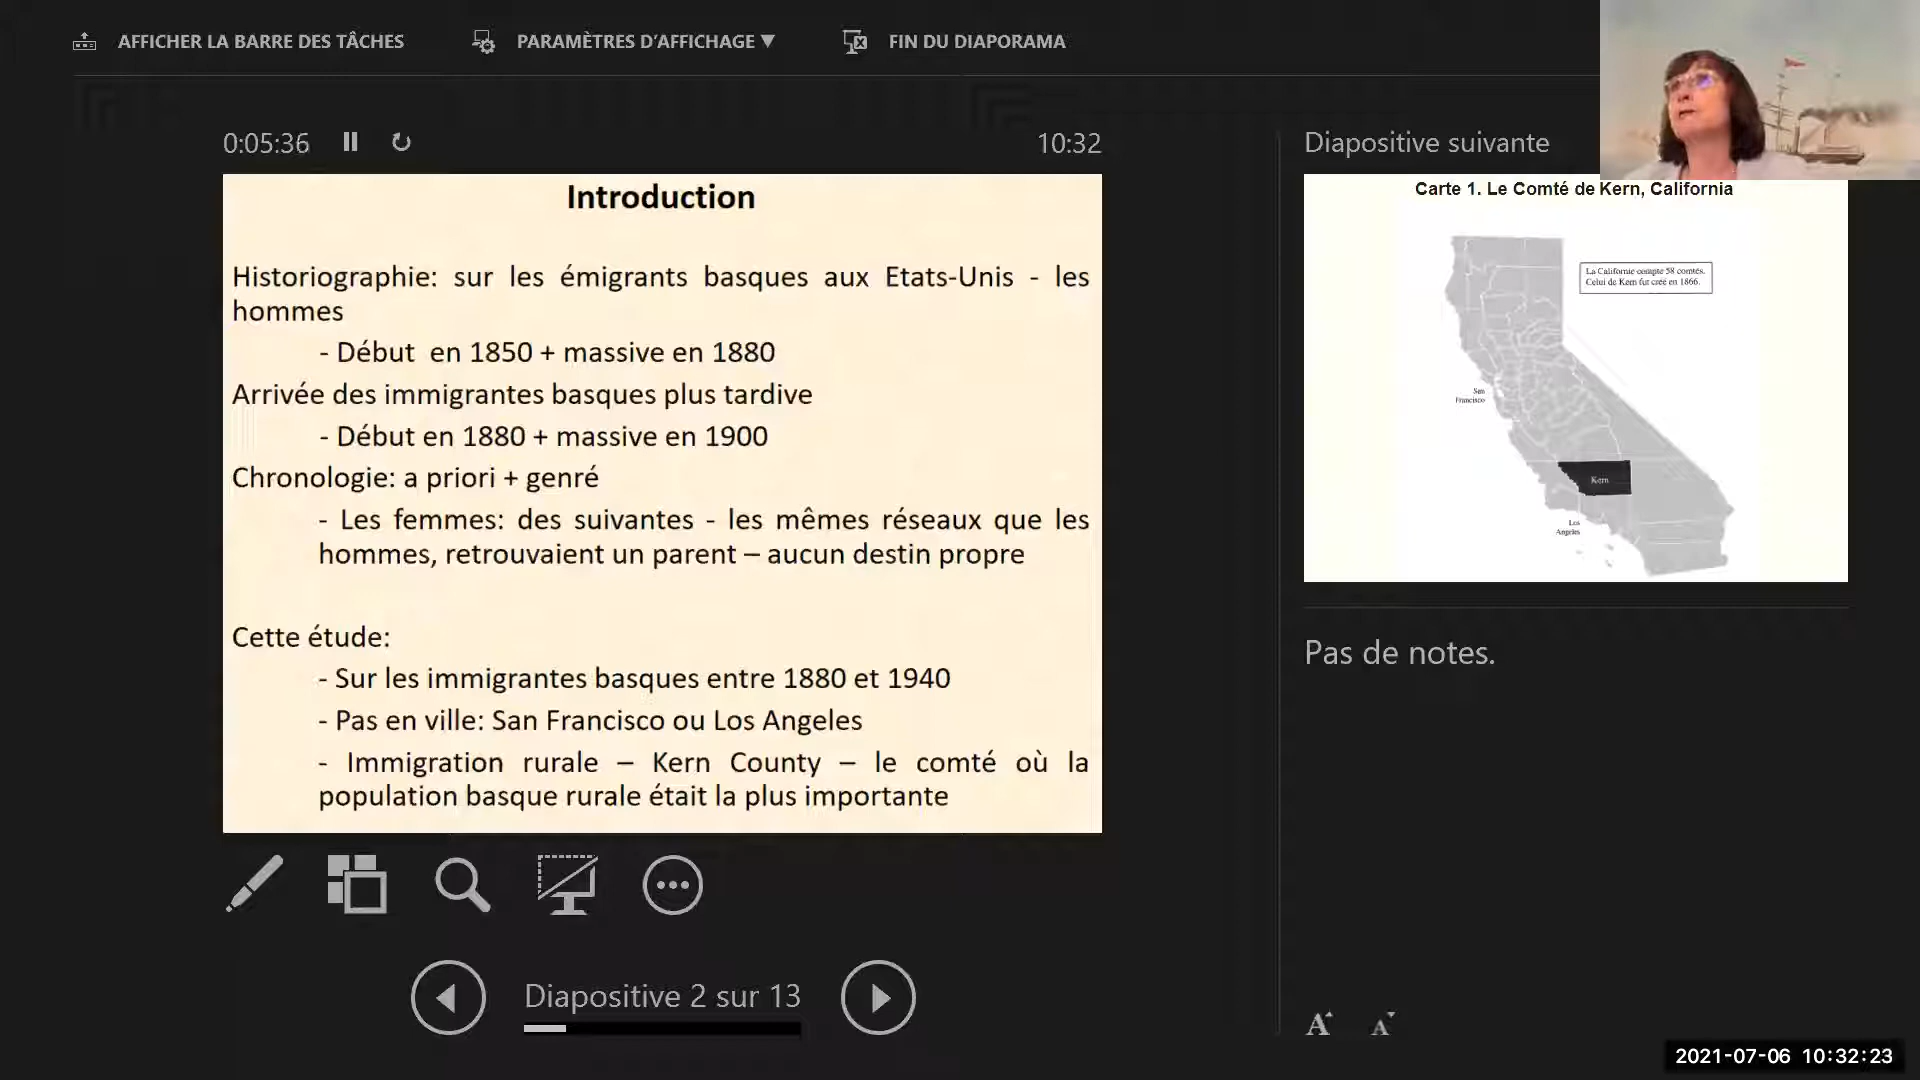 AFFICHER LA BARRE DES TÂCHES
PARAMÈTRES D'AFFICHAGE ▼
FIN DU DIAPORAMA
0:05:36
10:32
Introduction
Historiographie: sur les émigrants basques aux Etats-Unis - les
hommes
- Début en 1850 + massive en 1880
Arrivée des immigrantes basques plus tardive
- Début en 1880 + massive en 1900
Chronologie: a priori + genré
- Les femmes: des suivantes - les mêmes réseaux que les
hommes, retrouvaient un parent – aucun destin propre
Cette étude:
- Sur les immigrantes basques entre 1880 et 1940
- Pas en ville: San Francisco ou Los Angeles
- Immigration rurale – Kern County – le comté où la
population basque rurale était la plus importante
Diapositive 2 sur 13
Diapositive suivante
Carte 1. Le Comté de Kern, California
La Californie compte 58 comtés.
Celui de Kern fut créé en 1866.
San
Francisco
Kern
Los
Angeles
Pas de notes.
A A
2021-07-06 10:32:23